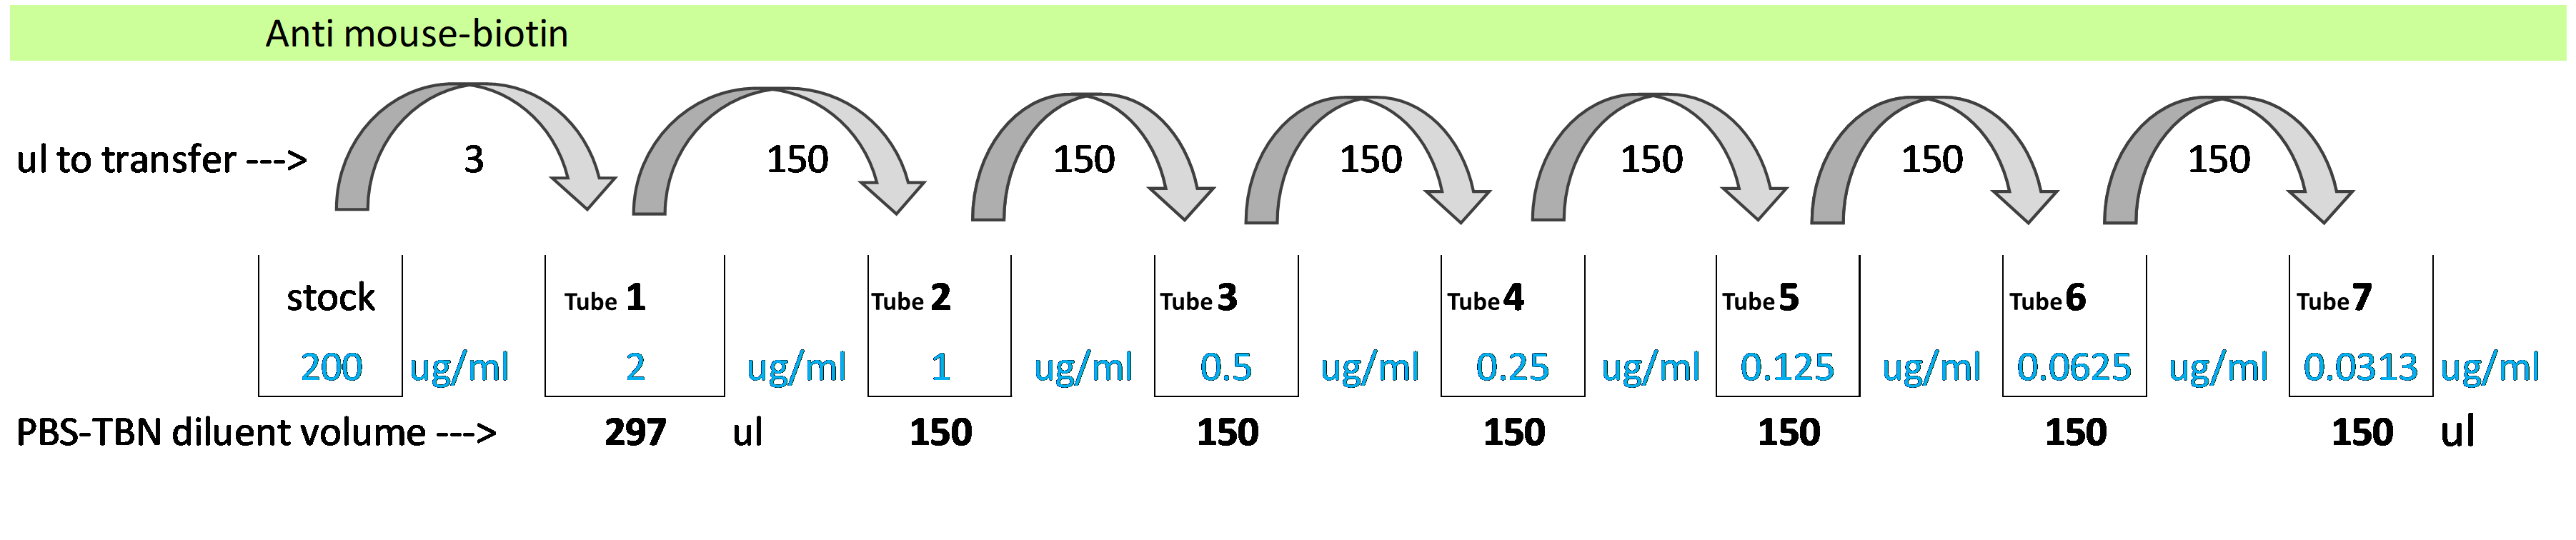 Anti mouse-biotin
ul to transfer ---> 3 150 150 150 150 150 150
stock Tube 1 Tube 2 Tube 3 Tube 4 Tube 5 Tube 6 Tube 7
200 ug/ml 2 ug/ml 1 ug/ml 0.5 ug/ml 0.25 ug/ml 0.125 ug/ml 0.0625 ug/ml 0.0313 ug/ml
PBS-TBN diluent volume ---> 297 ul 150 150 150 150 150 150 ul